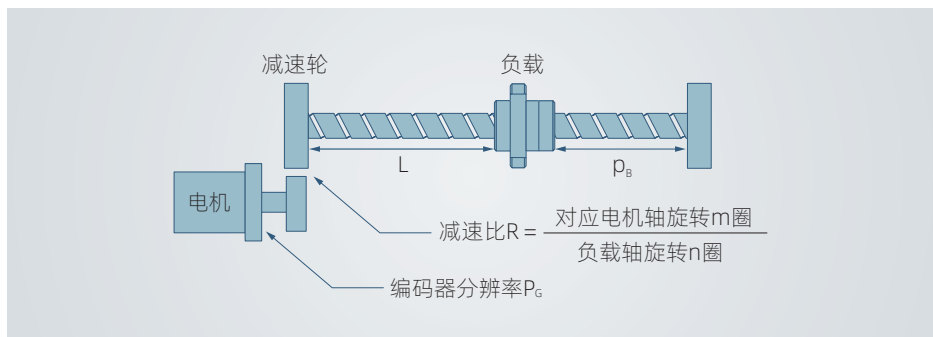 减速轮
负载
L
pB
电机
减速比R = 对应电机轴旋转m圈
负载轴旋转n圈
编码器分辨率PG